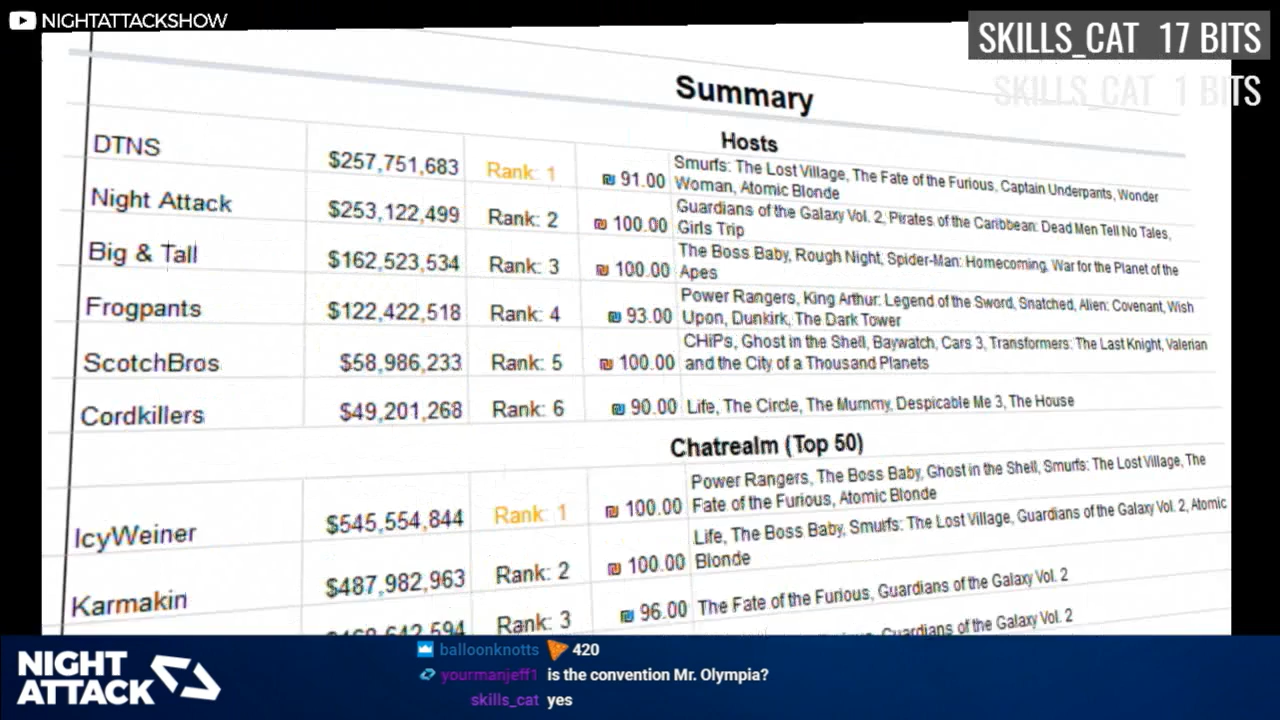 NIGHTATTACKSHOW
SKILLS_CAT 17 BITS
SKILLS_CAT 1 BITS
Summary
Hosts
DTNS $257,751,683 Rank: 1 ₪ 91.00 Smurfs: The Lost Village, The Fate of the Furious, Captain Underpants, Wonder
Woman, Atomic Blonde
Night Attack $253,122,499 Rank: 2 ₪ 100.00 Guardians of the Galaxy Vol. 2, Pirates of the Caribbean: Dead Men Tell No Tales,
Girls Trip
Big & Tall $162,523,534 Rank: 3 ₪ 100.00 The Boss Baby, Rough Night, Spider-Man: Homecoming, War for the Planet of the
Apes
Frogpants $122,422,518 Rank: 4 ₪ 93.00 Power Rangers, King Arthur: Legend of the Sword, Snatched, Alien: Covenant, Wish
Upon, Dunkirk, The Dark Tower
ScotchBros $58,986,233 Rank: 5 ₪ 100.00 CHiPs, Ghost in the Shell, Baywatch, Cars 3, Transformers: The Last Knight, Valerian
and the City of a Thousand Planets
Cordkillers $49,201,268 Rank: 6 ₪ 90.00 Life, The Circle, The Mummy, Despicable Me 3, The House
Chatrealm (Top 50)
IcyWeiner $545,554,844 Rank: 1 ₪ 100.00 Power Rangers, The Boss Baby, Ghost in the Shell, Smurfs: The Lost Village, The
Fate of the Furious, Atomic Blonde
Karmakin $487,982,963 Rank: 2 ₪ 100.00 Life, The Boss Baby, Smurfs: The Lost Village, Guardians of the Galaxy Vol. 2, Atomic
Blonde
Rank: 3 ₪ 96.00 The Fate of the Furious, Guardians of the Galaxy Vol. 2
Guardians of the Galaxy Vol. 2
NIGHT
ATTACK
balloonknotts 420
yourmanjeff1 is the convention Mr. Olympia?
skills_cat yes